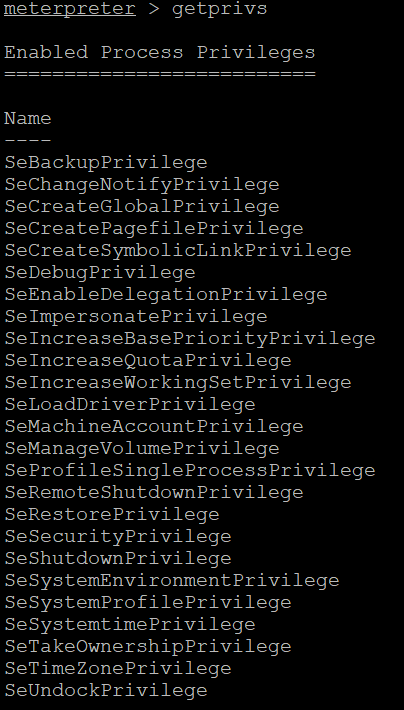 meterpreter > getprivs
Enabled Process Privileges
==========================
Name
----
SeBackupPrivilege
SeChangeNotifyPrivilege
SeCreateGlobalPrivilege
SeCreatePagefilePrivilege
SeCreateSymbolicLinkPrivilege
SeDebugPrivilege
SeEnableDelegationPrivilege
SeImpersonatePrivilege
SeIncreaseBasePriorityPrivilege
SeIncreaseQuotaPrivilege
SeIncreaseWorkingSetPrivilege
SeLoadDriverPrivilege
SeMachineAccountPrivilege
SeManageVolumePrivilege
SeProfileSingleProcessPrivilege
SeRemoteShutdownPrivilege
SeRestorePrivilege
SeSecurityPrivilege
SeShutdownPrivilege
SeSystemEnvironmentPrivilege
SeSystemProfilePrivilege
SeSystemtimePrivilege
SeTakeOwnershipPrivilege
SeTimeZonePrivilege
SeUndockPrivilege